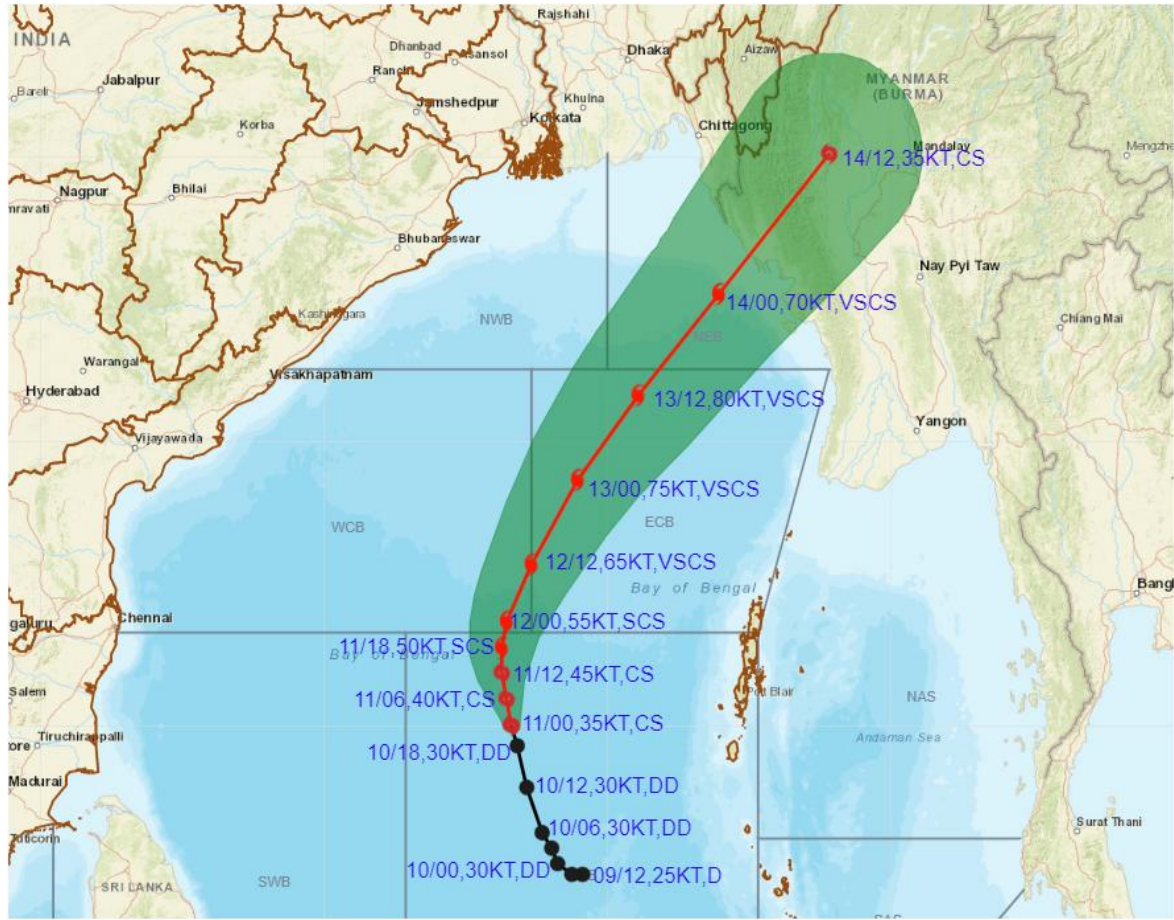 INDIA
Rajshahi
Dhanbad
Asansol
Dhaka
Aizaw
Jabalpur
Bareli
Ranch
Jamshedpur
Khulna
MYANMAR
(BURMA)
Korba
Kolkata
Chittagong
Mandalay
Mengzhe
14/12,35KT,CS
Nagpur
Bhilai
mravati
Bhubaneswar
Nay Pyi Taw
14/00,70KT,VSCS
NWB
NEB
Chiang Mai
Warangal
Visakhapatnam
Hyderabad
13/12,80KT,VSCS
Yangon
Vijayawada
13/00,75KT,VSCS
WCB
ECB
12/12,65KT,VSCS
Bay of Bengal
Bang
galuru
Chennai
12/00,55KT,SCS
11/18,50KT,SCS
Bay of Bengal
11/12,45KT,CS
Salem
Port Blair
NAS
11/06,40KT,CS
11/00,35KT,CS
ore
Tiruchirappalli
Andaman Sea
10/18,30KT,DD
Madurai
10/12,30KT,DD
Tuticorin
10/06,30KT,DD
Surat Thani
10/00,30KT,DD
09/12,25KT,D
SRI LANKA
SWB